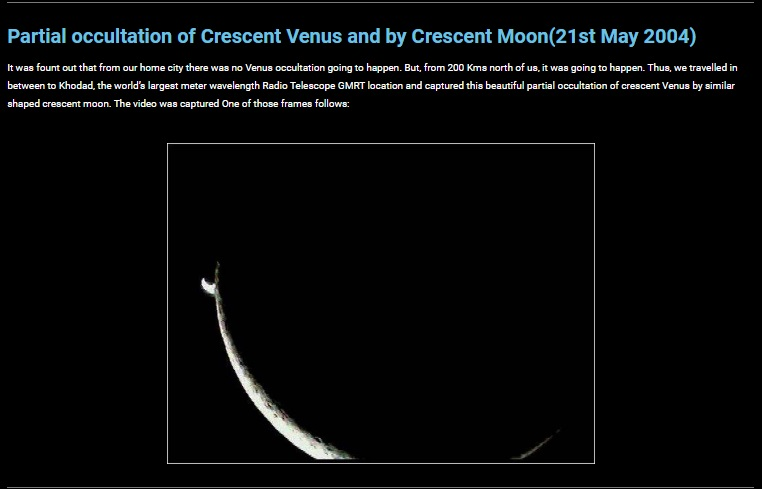 Partial occultation of Crescent Venus and by Crescent Moon(21st May 2004)
It was fount out that from our home city there was no Venus occultation going to happen. But, from 200 Kms north of us, it was going to happen. Thus, we travelled in
between to Khodad, the world's largest meter wavelength Radio Telescope GMRT location and captured this beautiful partial occultation of crescent Venus by similar
shaped crescent moon. The video was captured One of those frames follows: